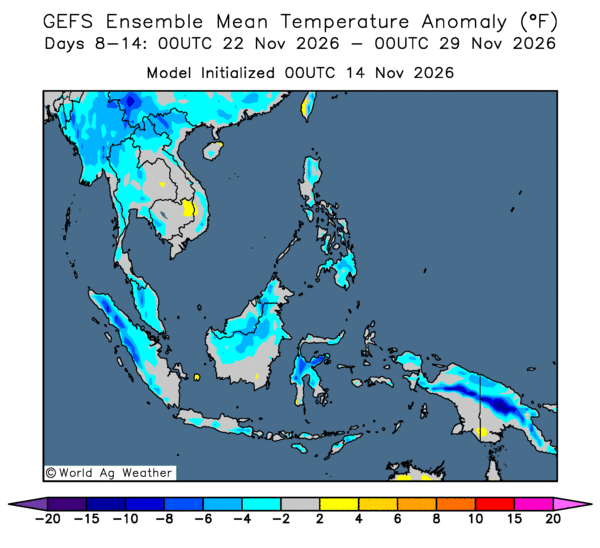 GEFS Ensemble Mean Temperature Anomaly (°F)
Days 8-14: 00UTC 22 Nov 2026 - 00UTC 29 Nov 2026
Model Initialized 00UTC 14 Nov 2026
© World Ag Weather
-20 -15 -10 -8 -6 -4 -2 2 4 6 8 10 15 20